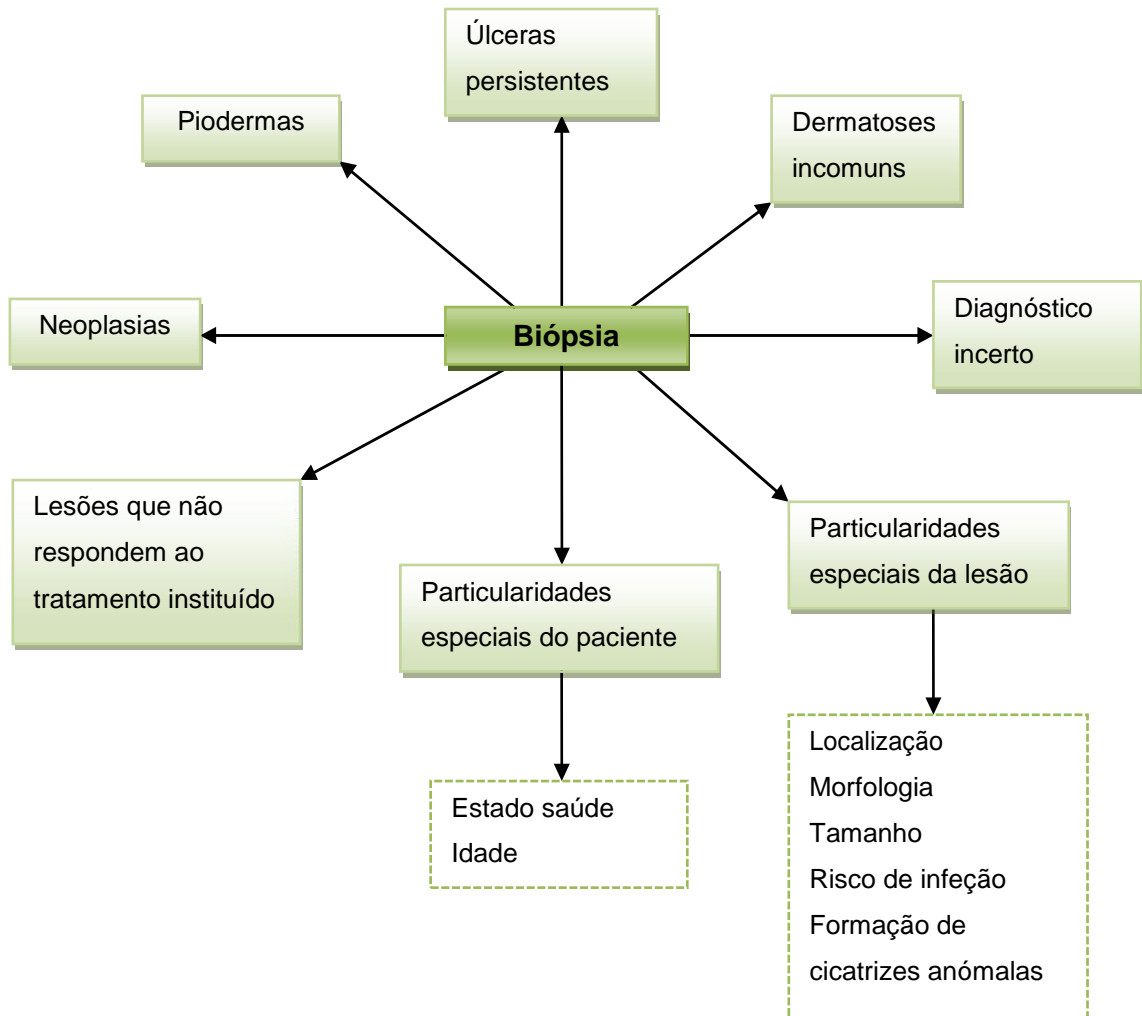 Úlceras
persistentes
Piodermas
Dermatoses
incomuns
Neoplasias
Biópsia
Diagnóstico
incerto
Lesões que não
respondem ao
tratamento instituído
Particularidades
especiais do paciente
Particularidades
especiais da lesão
Estado saúde
Idade
Localização
Morfologia
Tamanho
Risco de infeção
Formação de
cicatrizes anómalas